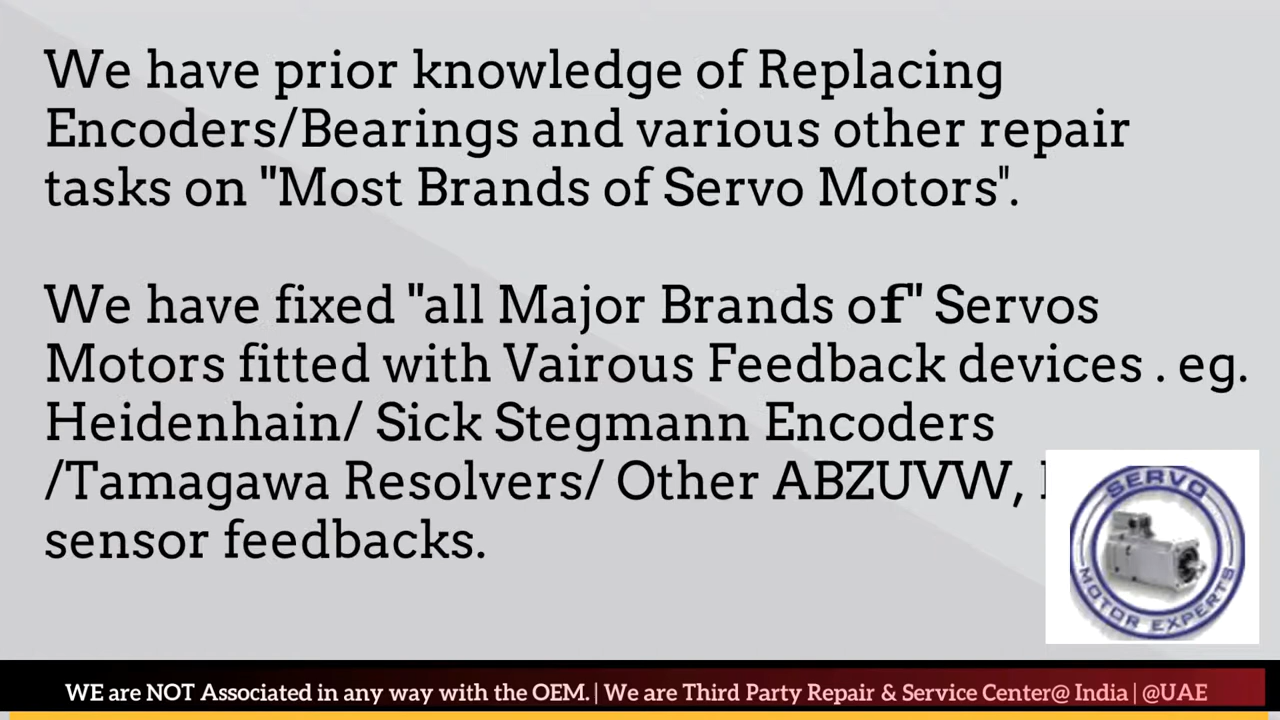 We have prior knowledge of Replacing
Encoders/Bearings and various other repair
tasks on "Most Brands of Servo Motors".
We have fixed "all Major Brands of" Servos
Motors fitted with Vairous Feedback devices . eg.
Heidenhain/ Sick Stegmann Encoders
/Tamagawa Resolvers/ Other ABZUVW,
sensor feedbacks.
SERVO
MOTOR EXPERTS
WE are NOT Associated in any way with the OEM. | We are Third Party Repair & Service Center@ India | @UAE